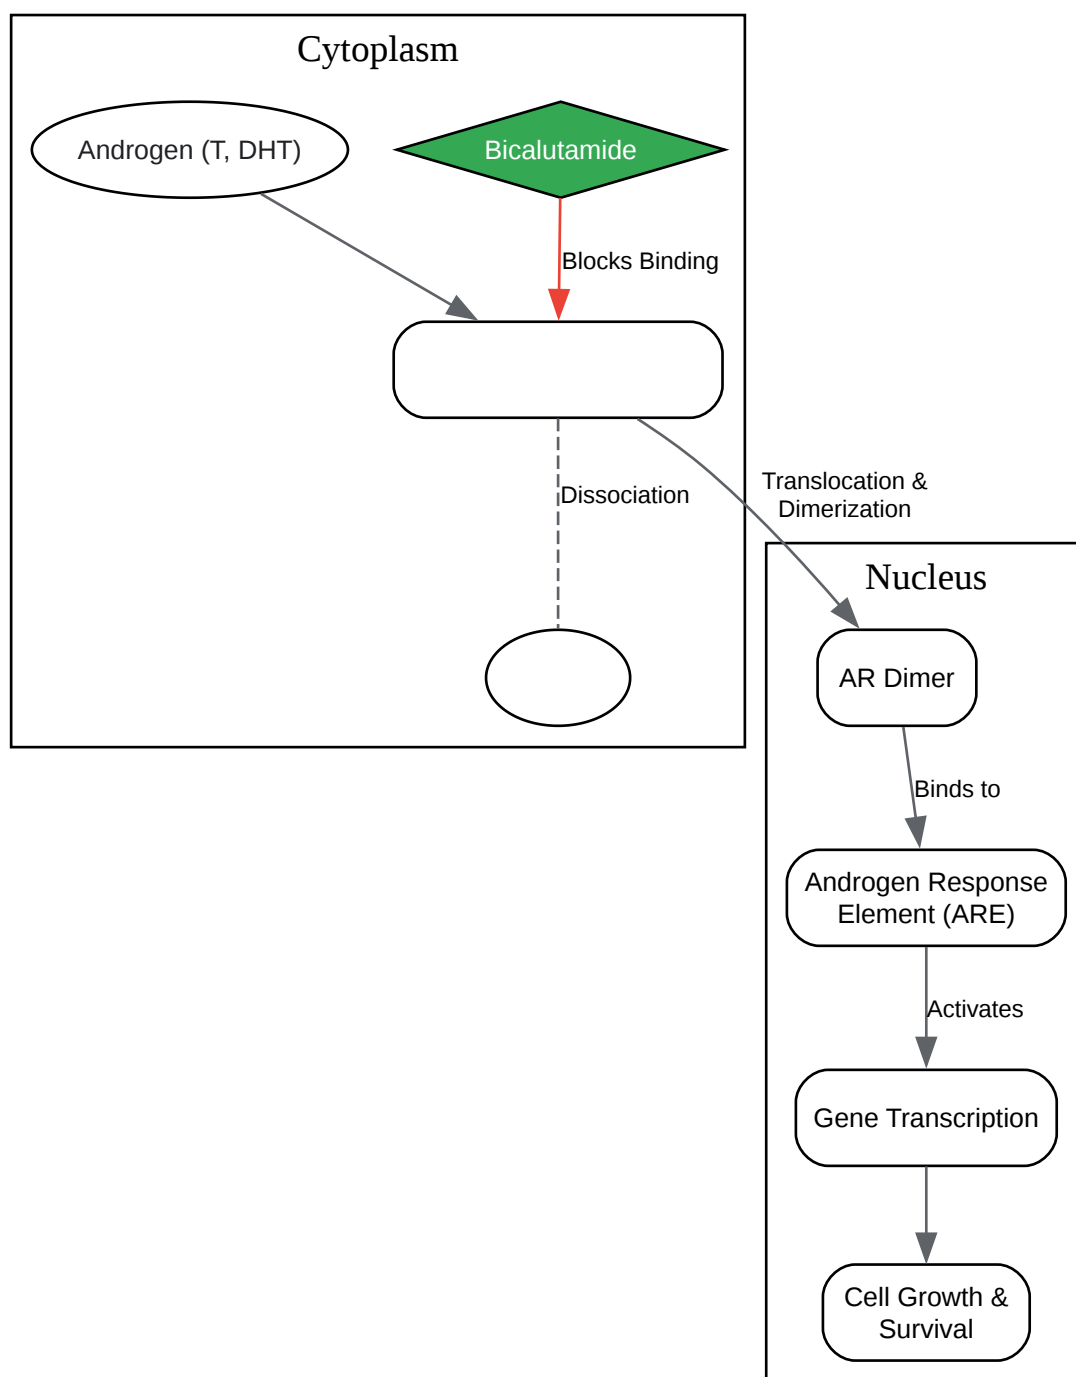 Cytoplasm
Androgen (T, DHT)
Bicalutamide
Blocks Binding
Dissociation
Translocation &
Dimerization
Nucleus
AR Dimer
Binds to
Androgen Response
Element (ARE)
Activates
Gene Transcription
Cell Growth &
Survival